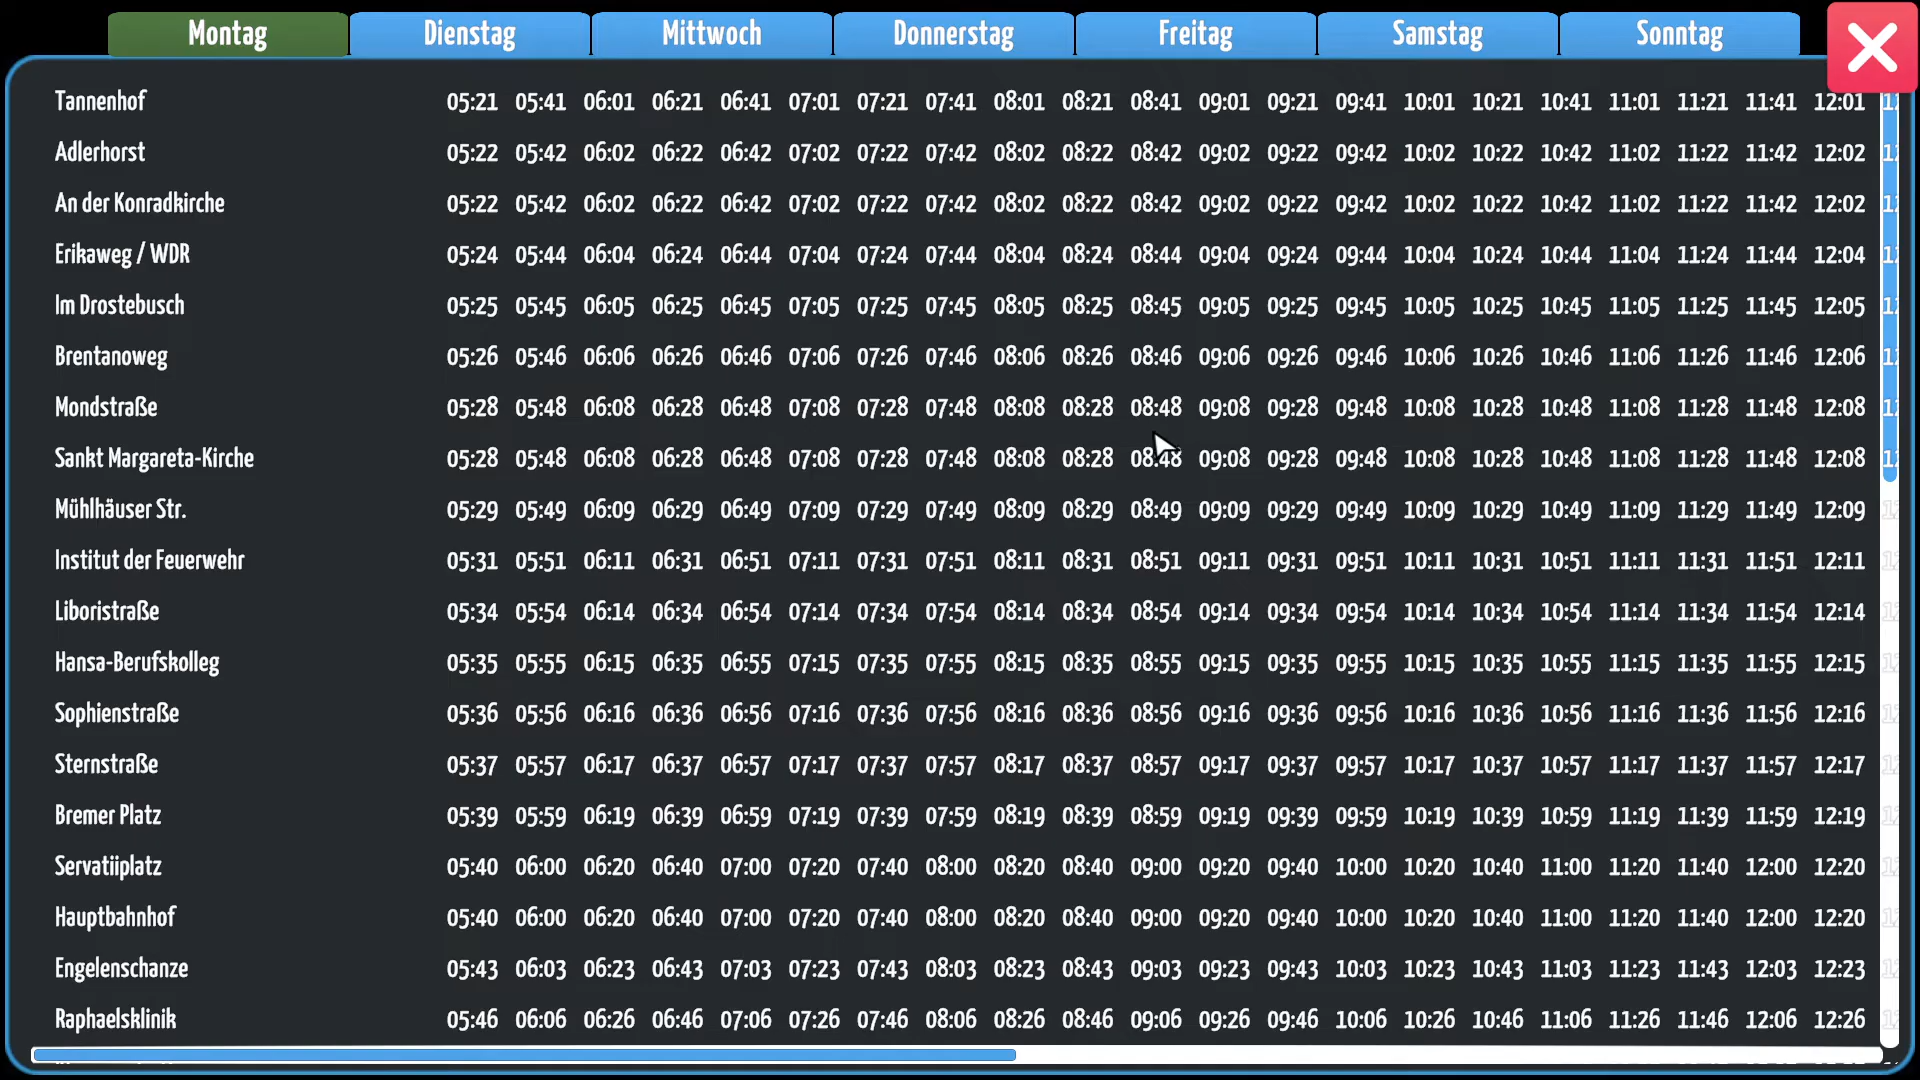 Montag Dienstag Mittwoch Donnerstag Freitag Samstag Sonntag
Tannenhof 05:21 05:41 06:01 06:21 06:41 07:01 07:21 07:41 08:01 08:21 08:41 09:01 09:21 09:41 10:01 10:21 10:41 11:01 11:21 11:41 12:01
Adlerhorst 05:22 05:42 06:02 06:22 06:42 07:02 07:22 07:42 08:02 08:22 08:42 09:02 09:22 09:42 10:02 10:22 10:42 11:02 11:22 11:42 12:02
An der Konradkirche 05:22 05:42 06:02 06:22 06:42 07:02 07:22 07:42 08:02 08:22 08:42 09:02 09:22 09:42 10:02 10:22 10:42 11:02 11:22 11:42 12:02
Erikaweg / WDR 05:24 05:44 06:04 06:24 06:44 07:04 07:24 07:44 08:04 08:24 08:44 09:04 09:24 09:44 10:04 10:24 10:44 11:04 11:24 11:44 12:04
Im Drostebusch 05:25 05:45 06:05 06:25 06:45 07:05 07:25 07:45 08:05 08:25 08:45 09:05 09:25 09:45 10:05 10:25 10:45 11:05 11:25 11:45 12:05
Brentanoweg 05:26 05:46 06:06 06:26 06:46 07:06 07:26 07:46 08:06 08:26 08:46 09:06 09:26 09:46 10:06 10:26 10:46 11:06 11:26 11:46 12:06
Mondstraße 05:28 05:48 06:08 06:28 06:48 07:08 07:28 07:48 08:08 08:28 08:48 09:08 09:28 09:48 10:08 10:28 10:48 11:08 11:28 11:48 12:08
Sankt Margareta-Kirche 05:28 05:48 06:08 06:28 06:48 07:08 07:28 07:48 08:08 08:28 08:48 09:08 09:28 09:48 10:08 10:28 10:48 11:08 11:28 11:48 12:08
Mühlhäuser Str. 05:29 05:49 06:09 06:29 06:49 07:09 07:29 07:49 08:09 08:29 08:49 09:09 09:29 09:49 10:09 10:29 10:49 11:09 11:29 11:49 12:09
Institut der Feuerwehr 05:31 05:51 06:11 06:31 06:51 07:11 07:31 07:51 08:11 08:31 08:51 09:11 09:31 09:51 10:11 10:31 10:51 11:11 11:31 11:51 12:11
Liboristraße 05:34 05:54 06:14 06:34 06:54 07:14 07:34 07:54 08:14 08:34 08:54 09:14 09:34 09:54 10:14 10:34 10:54 11:14 11:34 11:54 12:14
Hansa-Berufskolleg 05:35 05:55 06:15 06:35 06:55 07:15 07:35 07:55 08:15 08:35 08:55 09:15 09:35 09:55 10:15 10:35 10:55 11:15 11:35 11:55 12:15
Sophienstraße 05:36 05:56 06:16 06:36 06:56 07:16 07:36 07:56 08:16 08:36 08:56 09:16 09:36 09:56 10:16 10:36 10:56 11:16 11:36 11:56 12:16
Sternstraße 05:37 05:57 06:17 06:37 06:57 07:17 07:37 07:57 08:17 08:37 08:57 09:17 09:37 09:57 10:17 10:37 10:57 11:17 11:37 11:57 12:17
Bremer Platz 05:39 05:59 06:19 06:39 06:59 07:19 07:39 07:59 08:19 08:39 08:59 09:19 09:39 09:59 10:19 10:39 10:59 11:19 11:39 11:59 12:19
Servatiiplatz 05:40 06:00 06:20 06:40 07:00 07:20 07:40 08:00 08:20 08:40 09:00 09:20 09:40 10:00 10:20 10:40 11:00 11:20 11:40 12:00 12:20
Hauptbahnhof 05:40 06:00 06:20 06:40 07:00 07:20 07:40 08:00 08:20 08:40 09:00 09:20 09:40 10:00 10:20 10:40 11:00 11:20 11:40 12:00 12:20
Engelenschanze 05:43 06:03 06:23 06:43 07:03 07:23 07:43 08:03 08:23 08:43 09:03 09:23 09:43 10:03 10:23 10:43 11:03 11:23 11:43 12:03 12:23
Raphaelsklinik 05:46 06:06 06:26 06:46 07:06 07:26 07:46 08:06 08:26 08:46 09:06 09:26 09:46 10:06 10:26 10:46 11:06 11:26 11:46 12:06 12:26